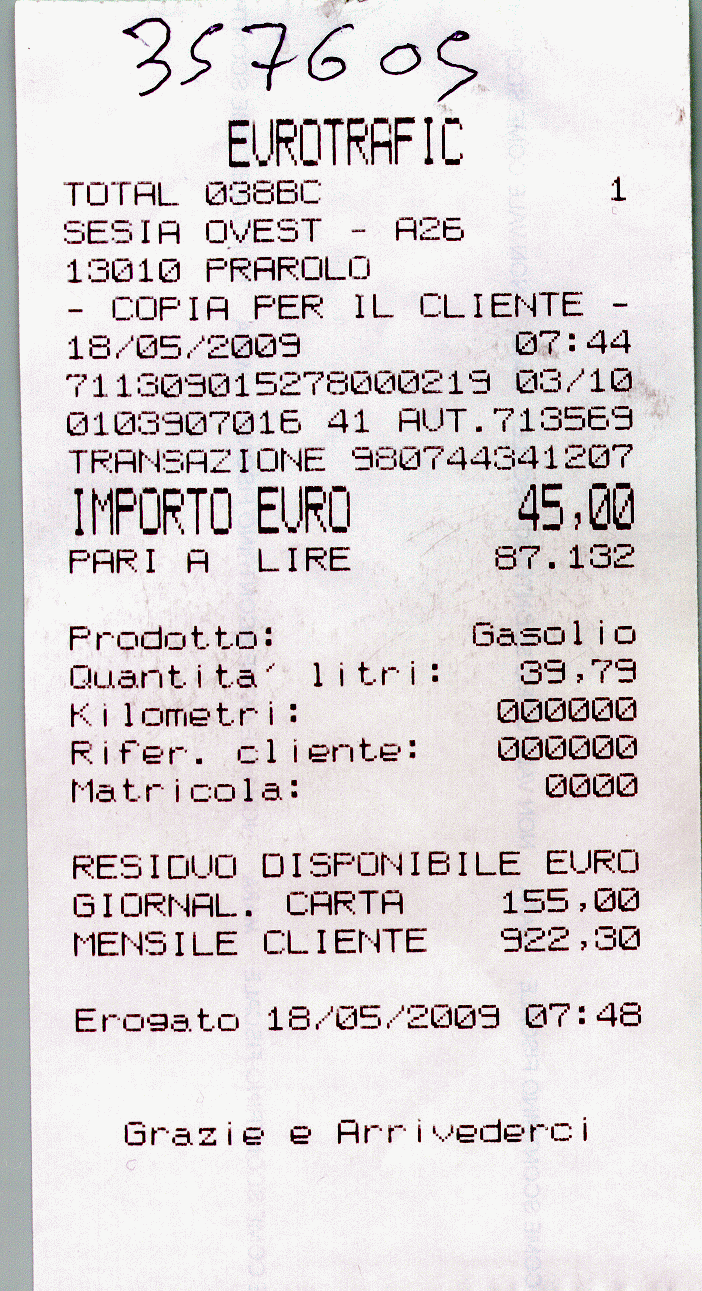 357605
EUROTRAFIC
TOTAL 038BC 1
SESIA OVEST - A26
13010 PRAROLO
- COPIA PER IL CLIENTE -
18/05/2009 07:44
711309015278000219 03/10
0103907016 41 AUT.713569
TRANSAZIONE 980744341207
IMPORTO EURO 45,00
PARI A LIRE 87.132
Prodotto: Gasolio
Quantita' litri: 39,79
Kilometri: 000000
Rifer. cliente: 000000
Matricola: 0000
RESIDUO DISPONIBILE EURO
GIORNAL. CARTA 155,00
MENSILE CLIENTE 922,30
Erogato 18/05/2009 07:48
Grazie e Arrivederci